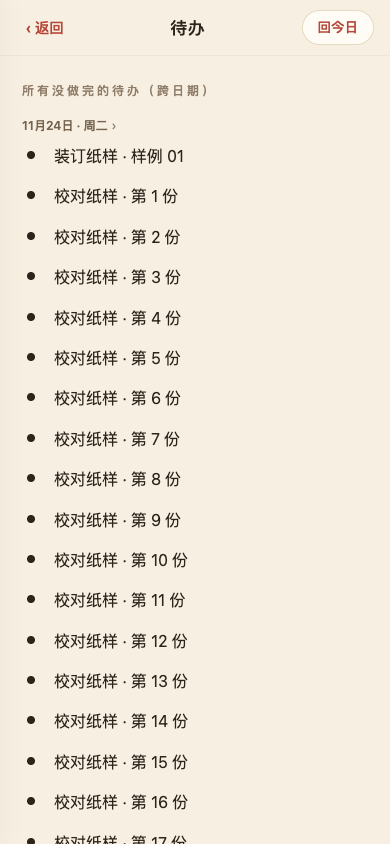 ‹ 返回
待办
回今日
所有没做完的待办（跨日期）
11月24日 · 周二 ›
装订纸样 · 样例 01
校对纸样 · 第 1 份
校对纸样 · 第 2 份
校对纸样 · 第 3 份
校对纸样 · 第 4 份
校对纸样 · 第 5 份
校对纸样 · 第 6 份
校对纸样 · 第 7 份
校对纸样 · 第 8 份
校对纸样 · 第 9 份
校对纸样 · 第 10 份
校对纸样 · 第 11 份
校对纸样 · 第 12 份
校对纸样 · 第 13 份
校对纸样 · 第 14 份
校对纸样 · 第 15 份
校对纸样 · 第 16 份
校对纸样 · 第 17 份